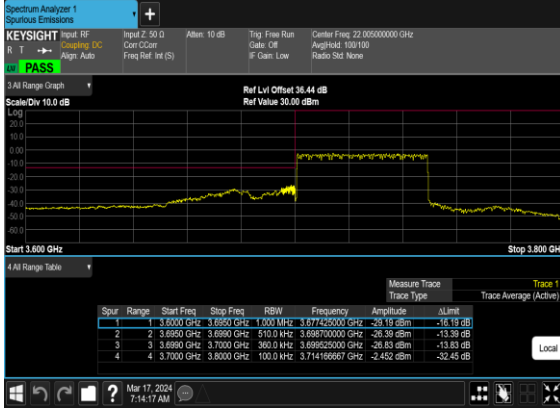 Spectrum Analyzer 1
Spurious Emissions
+
KEYSIGHT Input: RF Input Z: 50 Ω Atten: 10 dB Trig: Free Run Center Freq: 22.005000000 GHz
R T Coupling: DC Corr CCorr Gate: Off Avg|Hold: 100/100
Align: Auto Freq Ref: Int (S) IF Gain: Low Radio Std: None
PASS
3 All Range Graph
Ref Lvl Offset 36.44 dB
Scale/Div 10.0 dB Ref Value 30.00 dBm
Log
20.0
10.0
0.00
-10.0
-20.0
-30.0
-40.0
-50.0
-60.0
Start 3.600 GHz Stop 3.800 GH
4 All Range Table
Measure Trace Trace 1
Trace Type Trace Average (Active)
Spur Range Start Freq Stop Freq RBW Frequency Amplitude ΔLimit
1 1 3.6000 GHz 3.6950 GHz 1.000 MHz 3.677425000 GHz -29.19 dBm -16.19 dB
2 2 3.6950 GHz 3.6990 GHz 510.0 kHz 3.698700000 GHz -26.39 dBm -13.39 dB
3 3 3.6990 GHz 3.7000 GHz 360.0 kHz 3.699525000 GHz -26.83 dBm -13.83 dB
4 4 3.7000 GHz 3.8000 GHz 100.0 kHz 3.714166667 GHz -2.452 dBm -32.45 dB
Local
?
Mar 17, 2024
7:14:17 AM